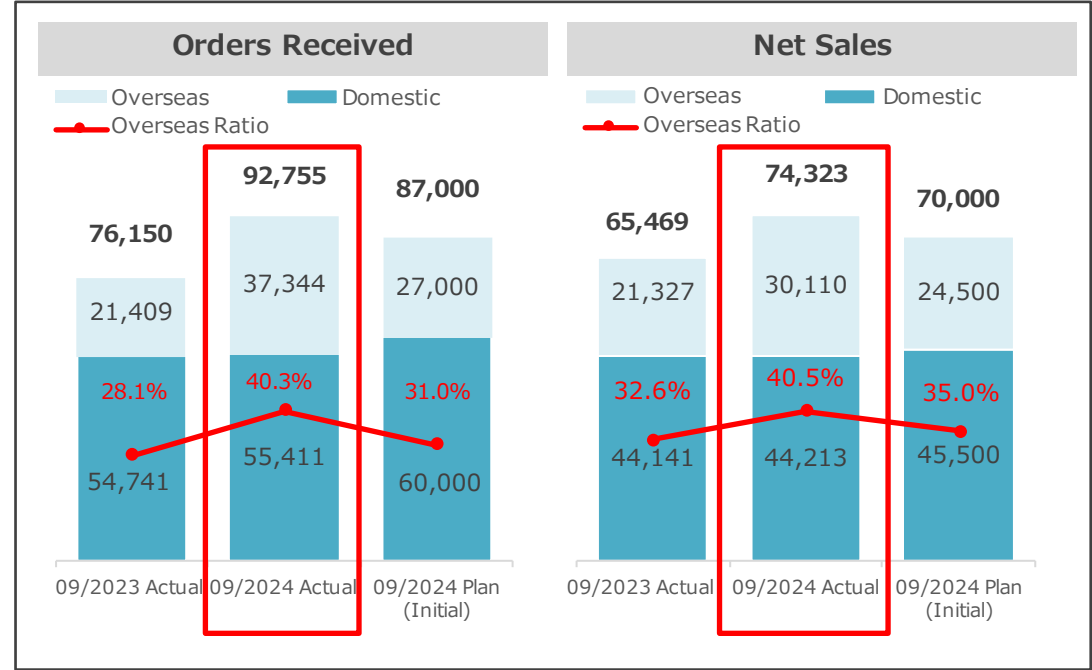 Orders Received
Overseas
Domestic
Overseas Ratio
76,150
92,755
87,000
21,409
37,344
27,000
28.1%
40.3%
31.0%
54,741
55,411
60,000
09/2023 Actual
09/2024 Actual
09/2024 Plan
(Initial)
Net Sales
Overseas
Domestic
Overseas Ratio
65,469
74,323
70,000
21,327
30,110
24,500
32.6%
40.5%
35.0%
44,141
44,213
45,500
09/2023 Actual
09/2024 Actual
09/2024 Plan
(Initial)